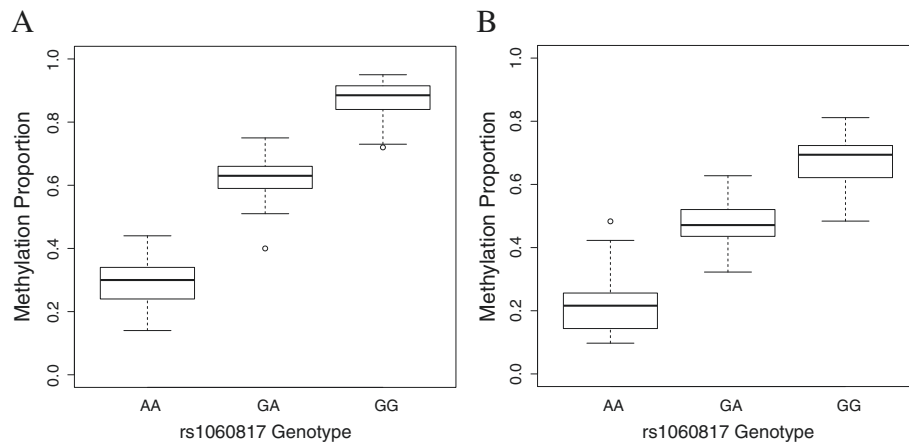 A
Methylation Proportion
1.0
0.8
0.6
0.4
0.2
0.0
AA
GA
GG
rs1060817 Genotype
B
Methylation Proportion
1.0
0.8
0.6
0.4
0.2
0.0
AA
GA
GG
rs1060817 Genotype